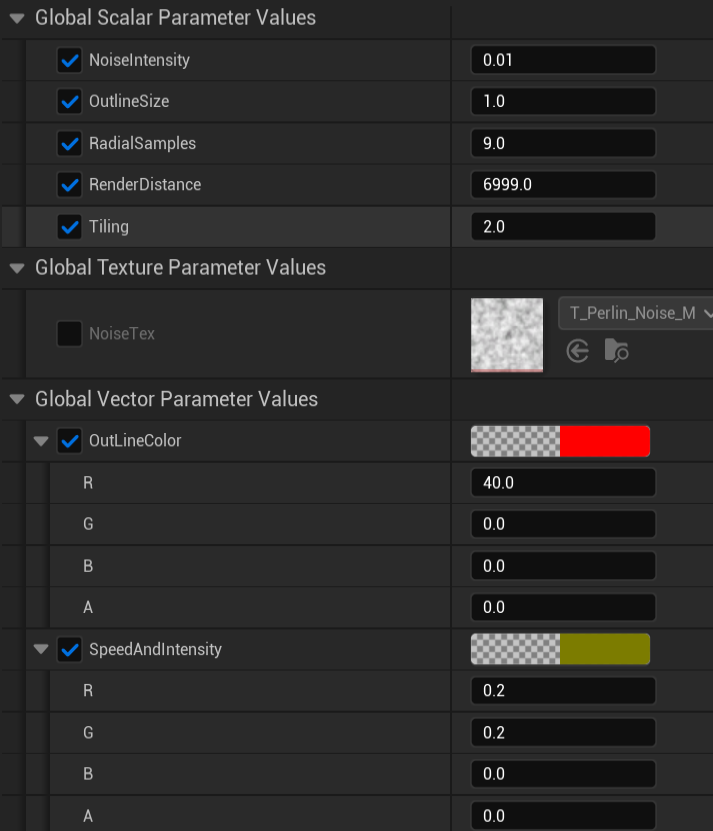 Global Scalar Parameter Values
NoiseIntensity 0.01
OutlineSize 1.0
RadialSamples 9.0
RenderDistance 6999.0
Tiling 2.0
Global Texture Parameter Values
NoiseTex T_Perlin_Noise_M
Global Vector Parameter Values
OutLineColor
R 40.0
G 0.0
B 0.0
A 0.0
SpeedAndIntensity
R 0.2
G 0.2
B 0.0
A 0.0